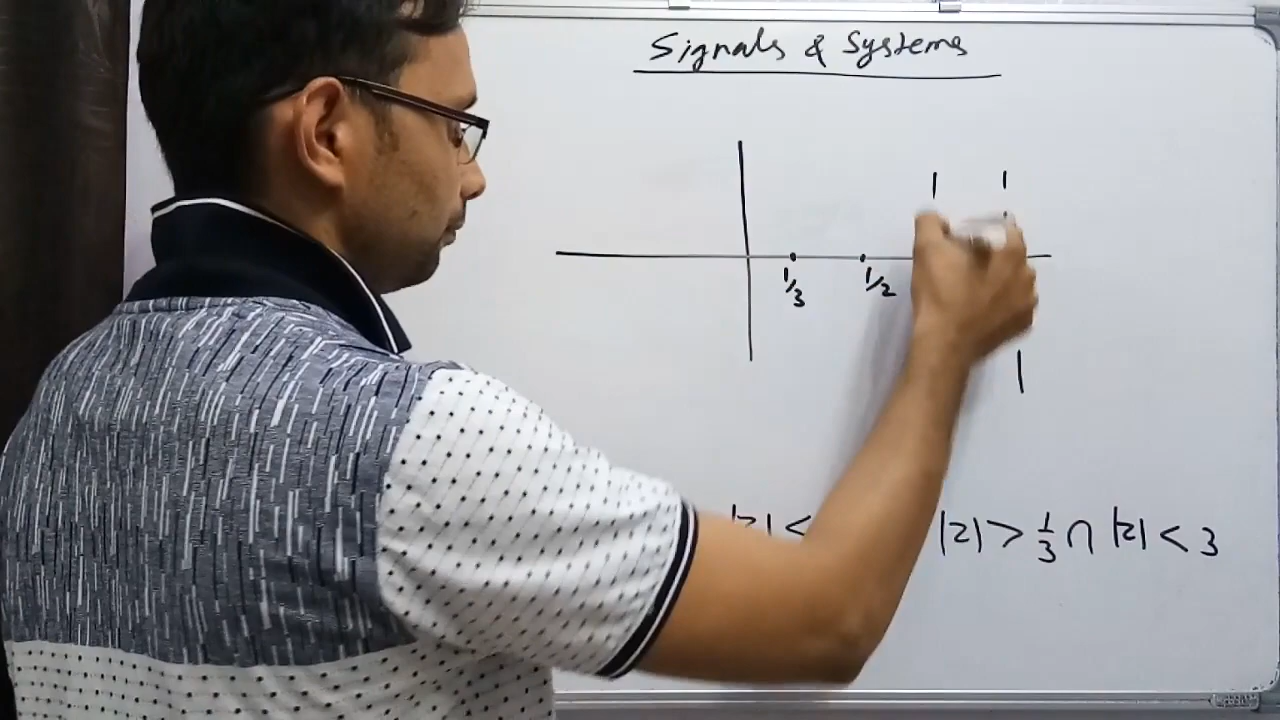 Signals & Systems
1/3 1/2
|z| < |z| > 1/3 ∩ |z| < 3